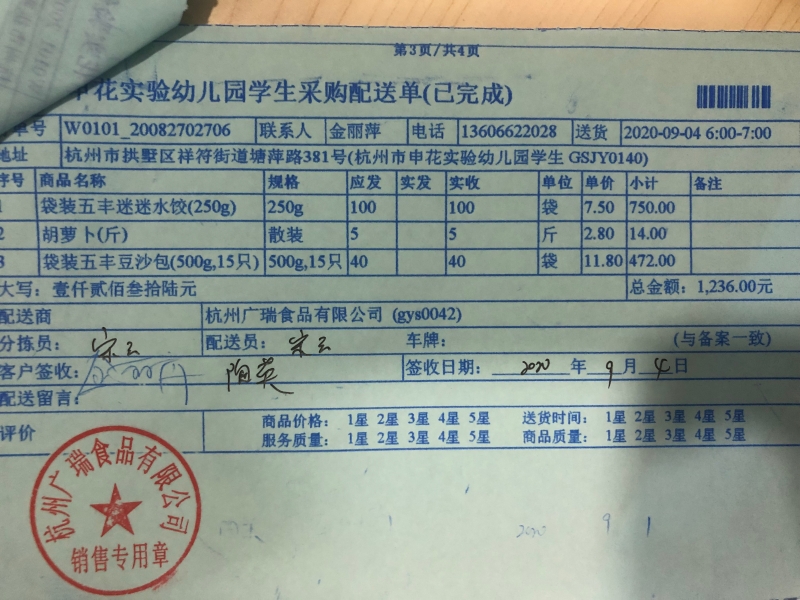 第3页/共4页
申花实验幼儿园学生采购配送单(已完成)
单号 W0101_20082702706 联系人 金丽萍 电话 13606622028 送货 2020-09-04 6:00-7:00
地址 杭州市拱墅区祥符街道塘萍路381号(杭州市申花实验幼儿园学生 GSJY0140)
序号 商品名称 规格 应发 实发 实收 单位 单价 小计 备注
1 袋装五丰迷迷水饺(250g) 250g 100 100 袋 7.50 750.00
2 胡萝卜(斤) 散装 5 5 斤 2.80 14.00
3 袋装五丰豆沙包(500g,15只) 500g,15只 40 40 袋 11.80 472.00
大写：壹仟贰佰叁拾陆元 总金额：1,236.00元
配送商 杭州广瑞食品有限公司 (gys0042)
分拣员： 宋云 配送员： 宋云 车牌： (与备案一致)
客户签收： 陶英 签收日期： 2020 年 9 月 4 日
配送留言：
评价 商品价格： 1星 2星 3星 4星 5星 送货时间： 1星 2星 3星 4星 5星
服务质量： 1星 2星 3星 4星 5星 商品质量： 1星 2星 3星 4星 5星
杭州广瑞食品有限公司
销售专用章
2020 9 1